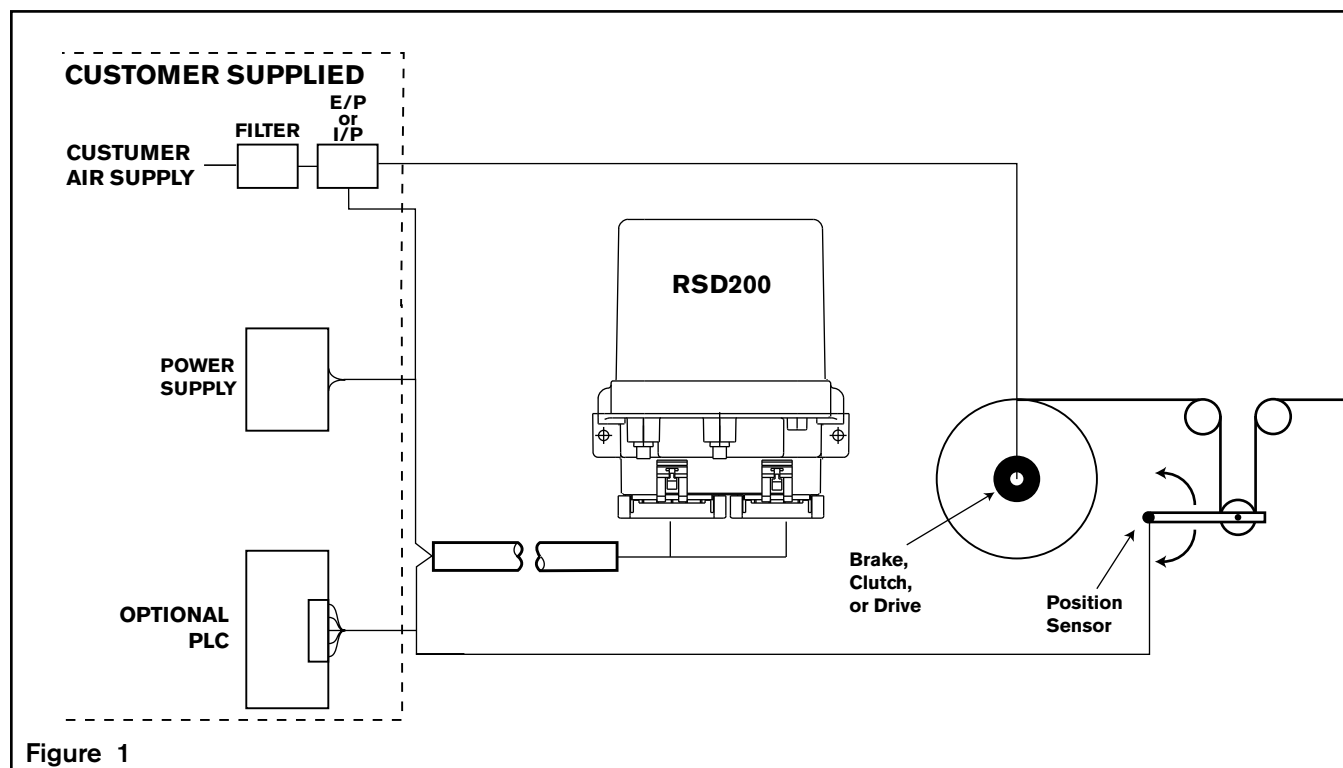 CUSTOMER SUPPLIED
E/P
or
I/P
FILTER
CUSTUMER
AIR SUPPLY
RSD200
POWER
SUPPLY
OPTIONAL
PLC
Brake,
Clutch,
or Drive
Position
Sensor
Figure 1